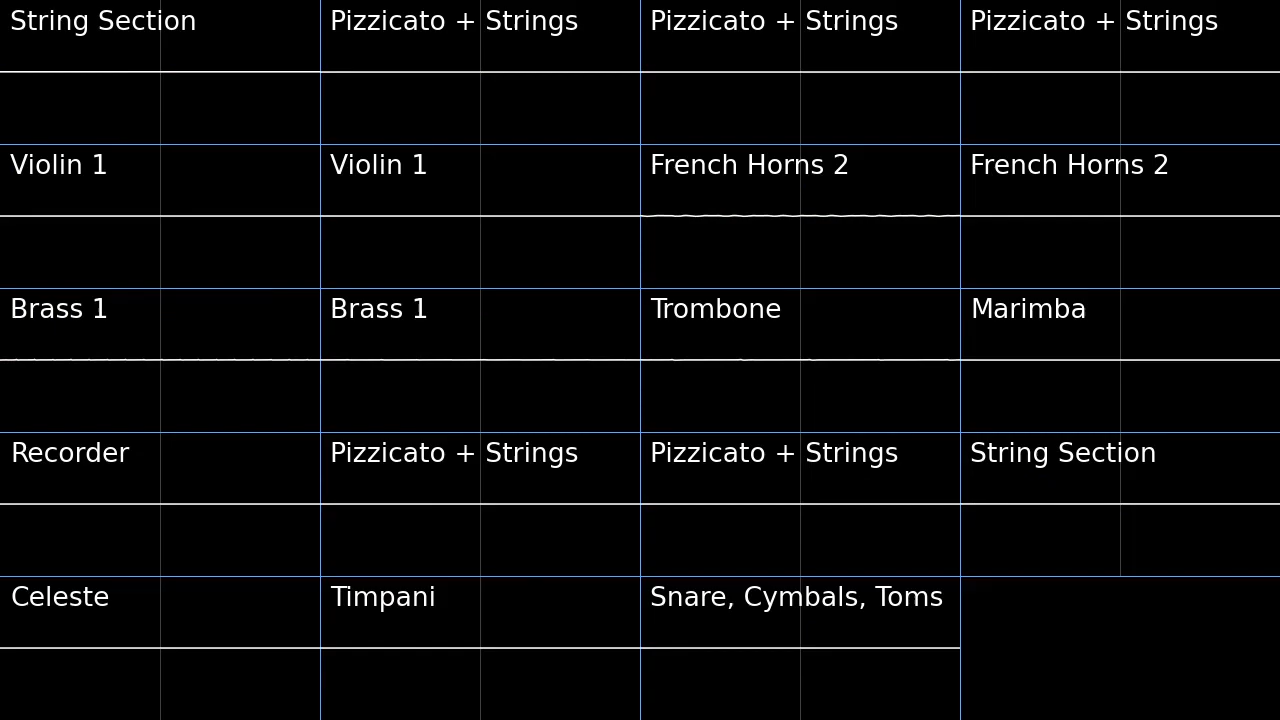 String Section
Pizzicato + Strings
Pizzicato + Strings
Pizzicato + Strings
Violin 1
Violin 1
French Horns 2
French Horns 2
Brass 1
Brass 1
Trombone
Marimba
Recorder
Pizzicato + Strings
Pizzicato + Strings
String Section
Celeste
Timpani
Snare, Cymbals, Toms